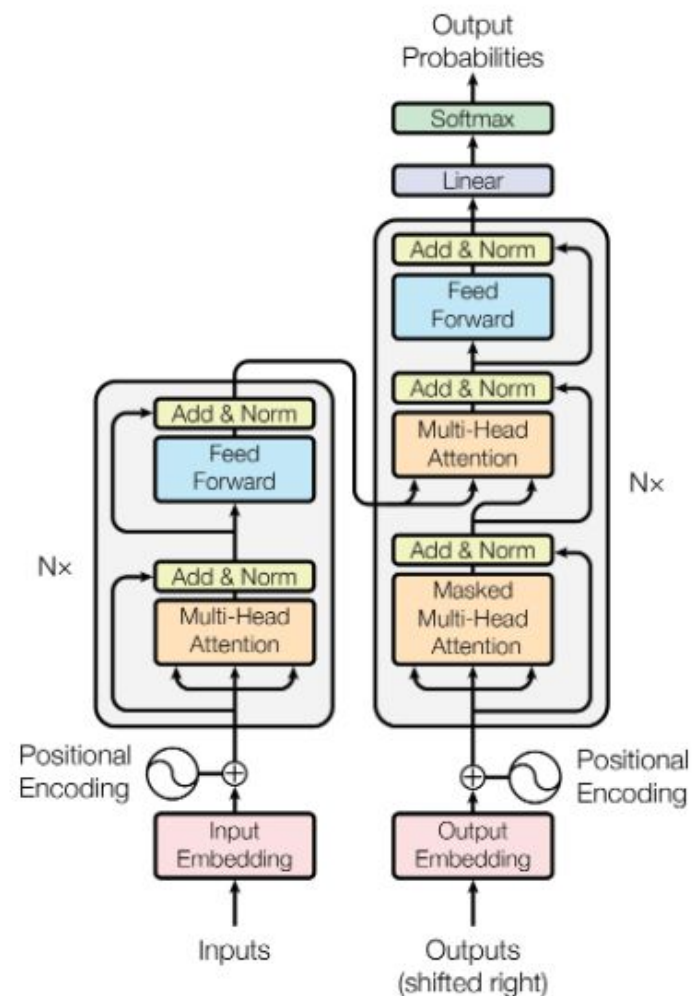 Output
Probabilities
Softmax
Linear
Add & Norm
Feed
Forward
Add & Norm
Multi-Head
Attention
Nx
Add & Norm
Masked
Multi-Head
Attention
Add & Norm
Feed
Forward
Nx
Add & Norm
Multi-Head
Attention
Positional
Encoding
Positional
Encoding
Input
Embedding
Output
Embedding
Inputs
Outputs
(shifted right)